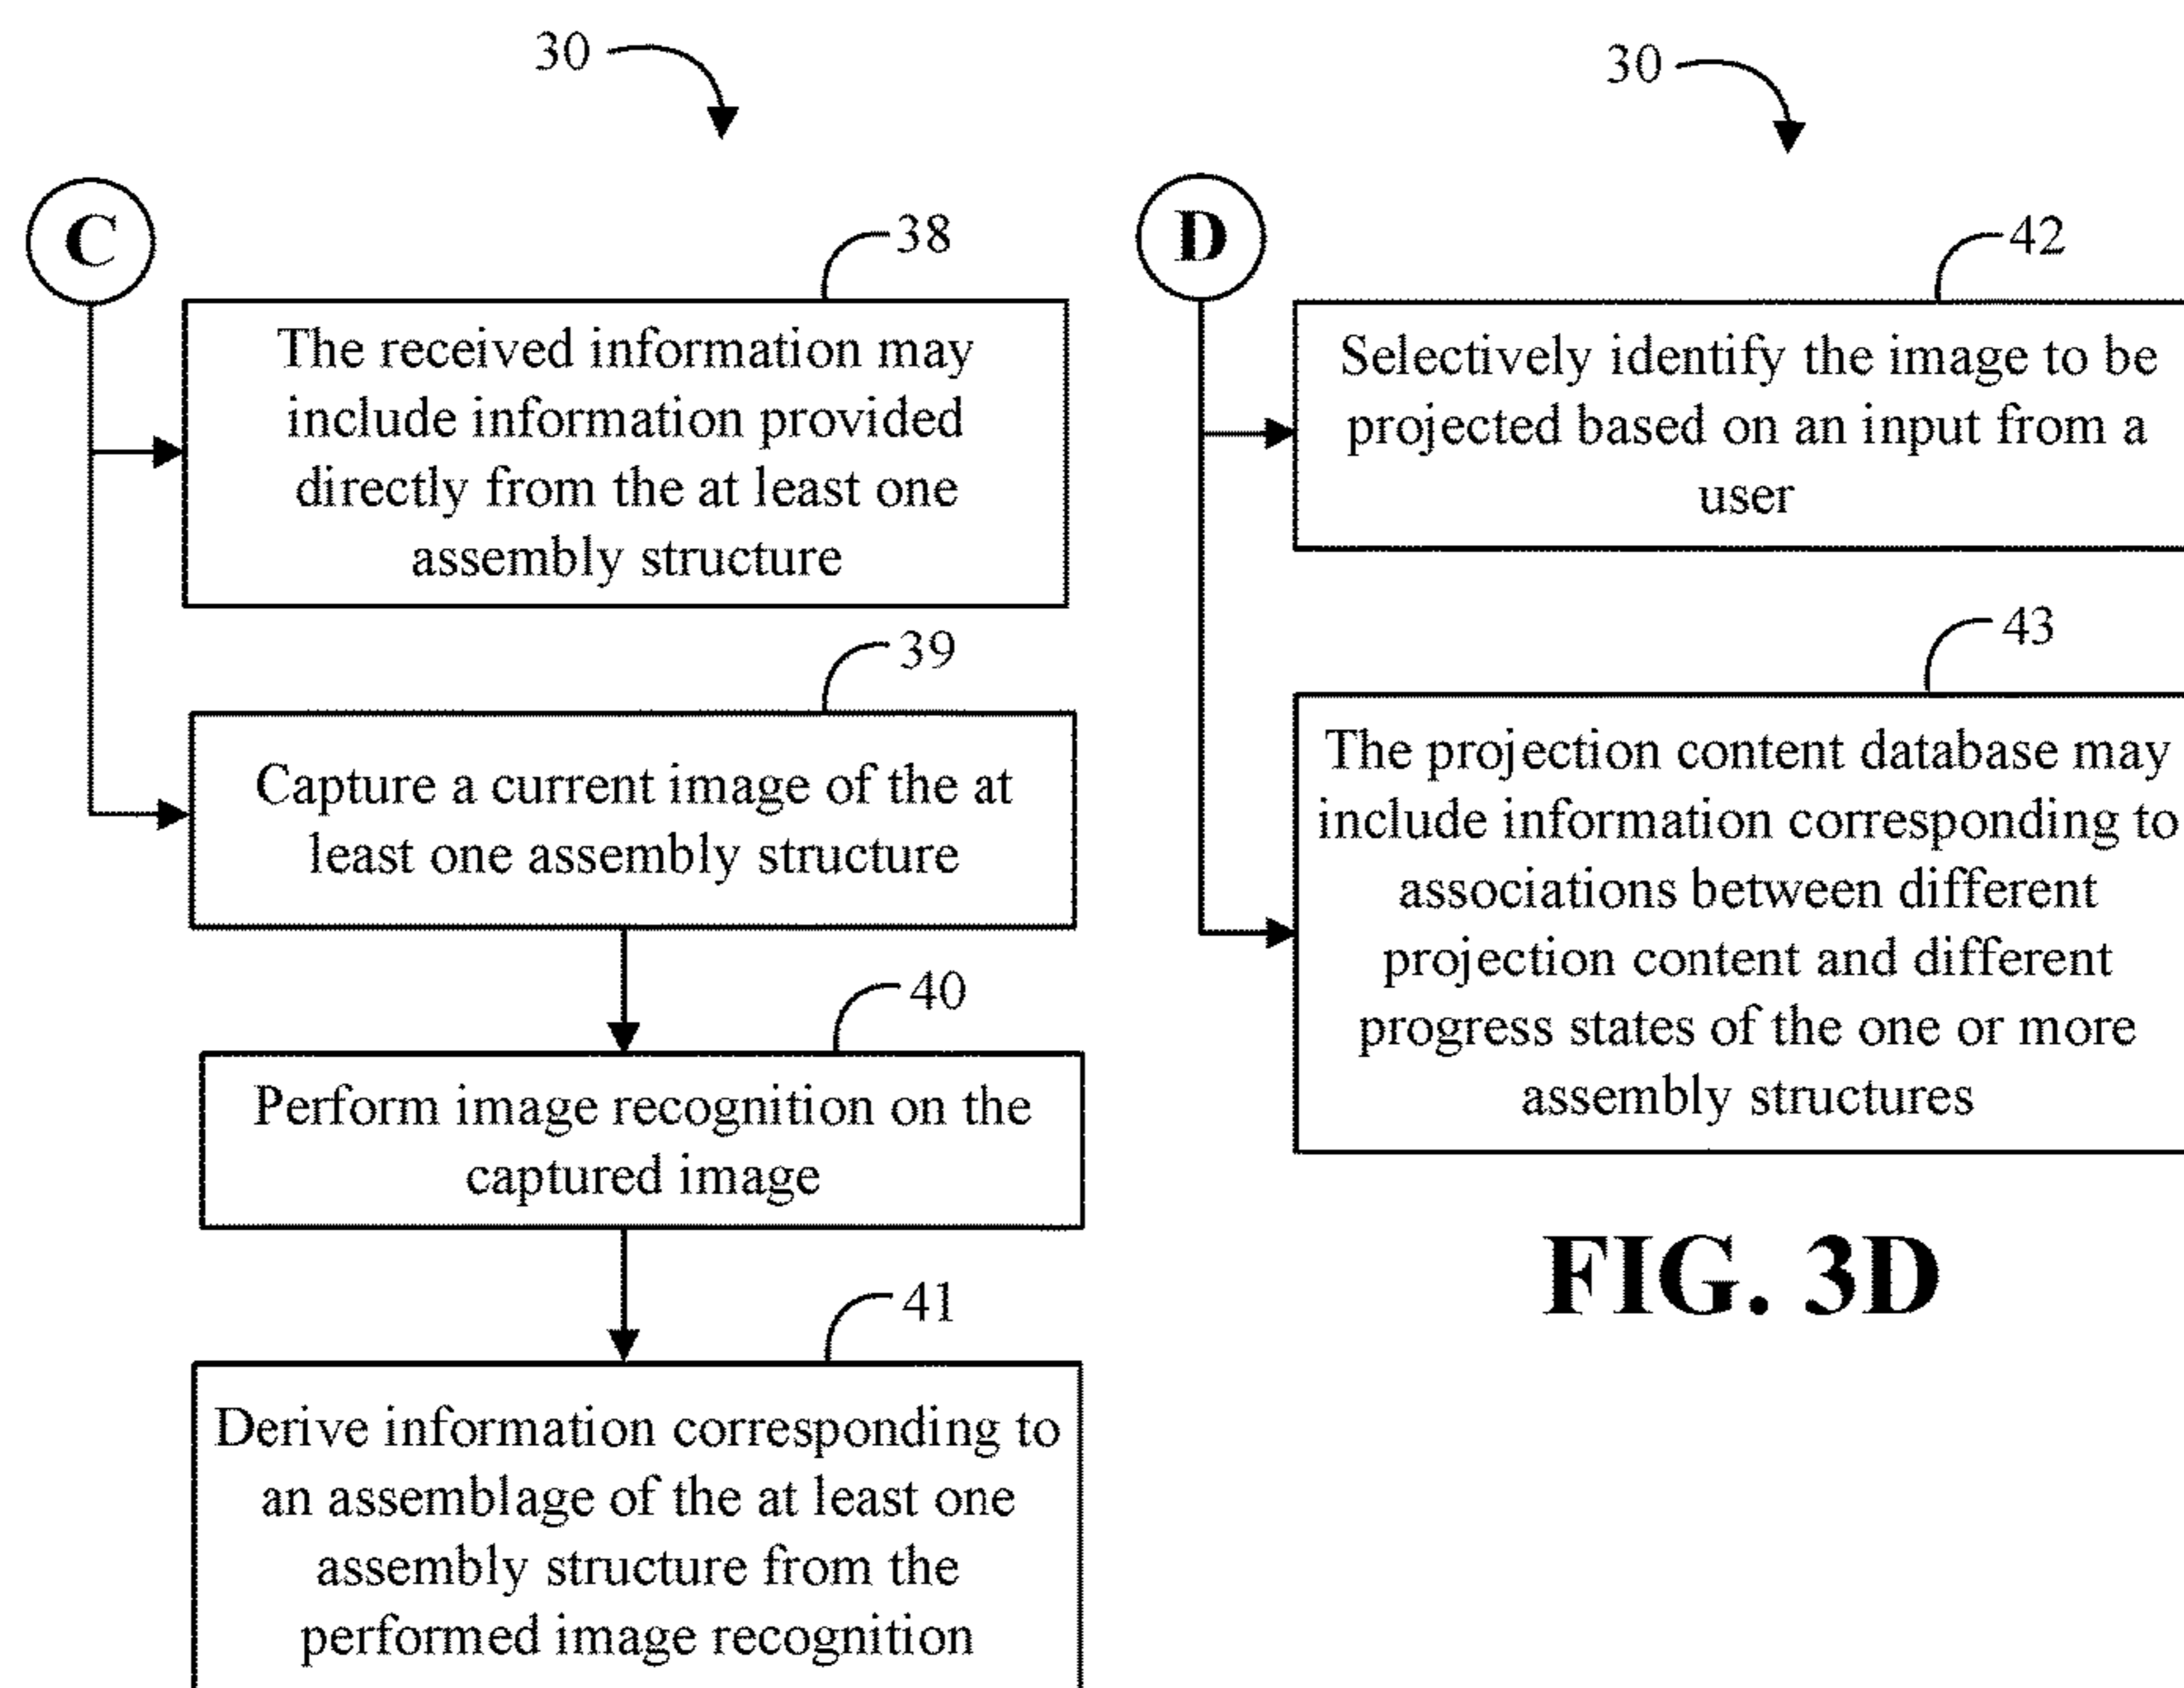 30
C
38
The received information may
include information provided
directly from the at least one
assembly structure
39
Capture a current image of the at
least one assembly structure
40
Perform image recognition on the
captured image
41
Derive information corresponding to
an assemblage of the at least one
assembly structure from the
performed image recognition
30
D
42
Selectively identify the image to be
projected based on an input from a
user
43
The projection content database may
include information corresponding to
associations between different
projection content and different
progress states of the one or more
assembly structures
FIG. 3D